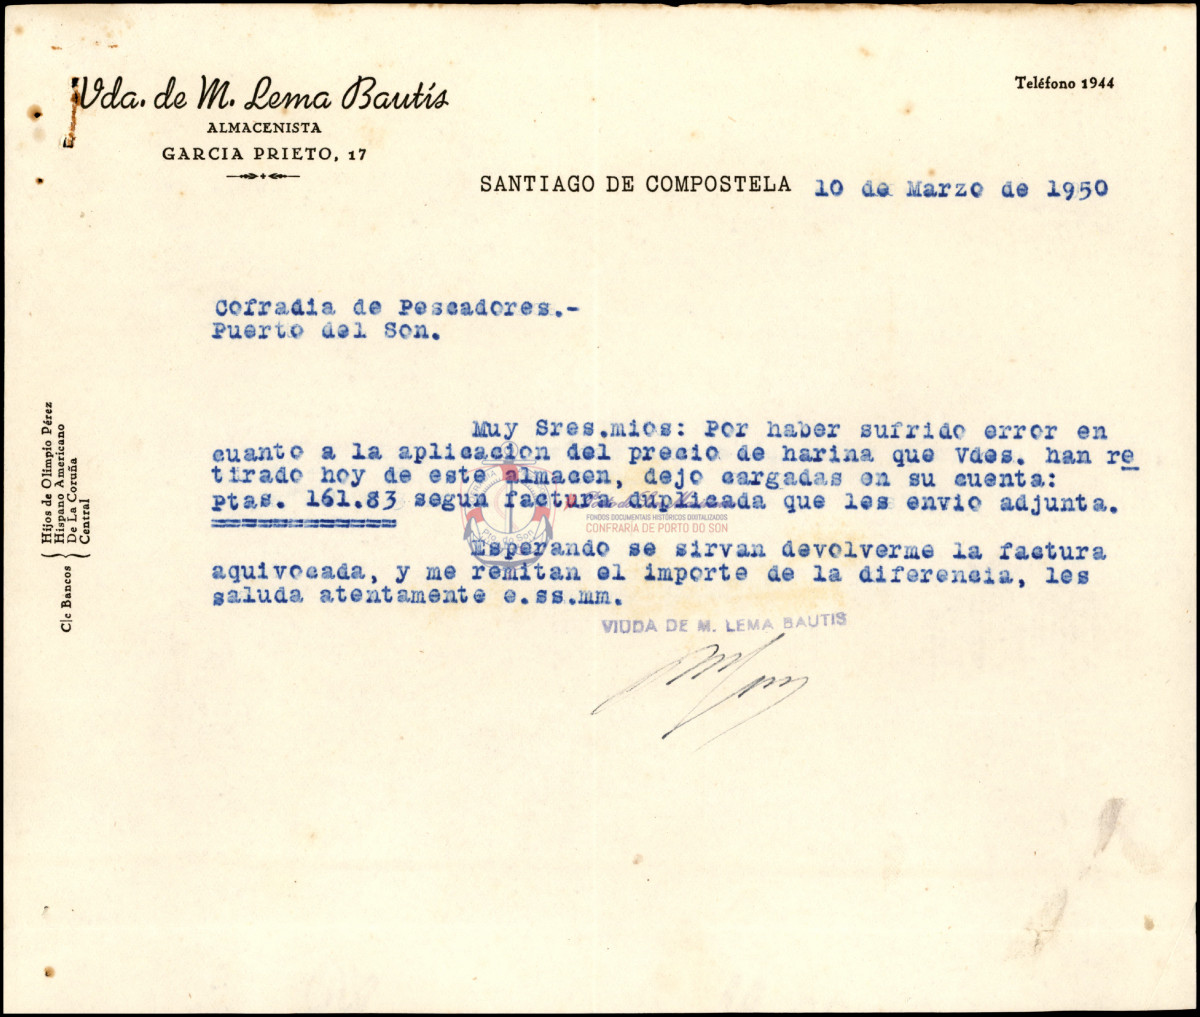 Vda. de M. Lema Bautís
ALMACENISTA
GARCIA PRIETO, 17
Teléfono 1944
SANTIAGO DE COMPOSTELA 10 de Marzo de 1950
Cofradia de Pescadores.-
Puerto del Son.
Muy Sres.mios: Por haber sufrido error en
cuanto a la aplicacion del precio de harina que Vdes. han re
tirado hoy de este almacen, dejo cargadas en su cuenta:
Ptas. 161.83 segun factura duplicada que les envio adjunta.
FONDOS DOCUMENTAIS HISTÓRICOS DIXITALIZADOS
CONFRARÍA DE PORTO DO SON
Pto. do Son
Esperando se sirvan devolverme la factura
aquivocada, y me remitan el importe de la diferencia, les
saluda atentamente e.ss.mm.
VIUDA DE M. LEMA BAUTIS
C/c Bancos
Hijos de Olimpio Pérez
Hispano Americano
De La Coruña
Central